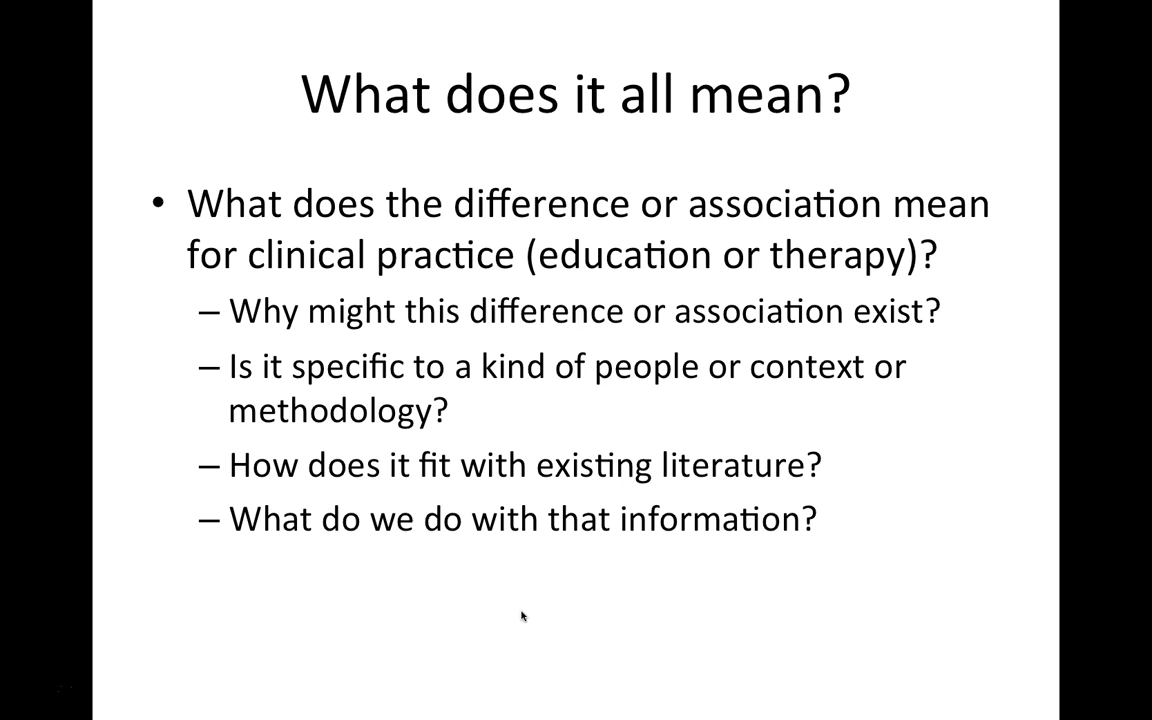 What does it all mean?
• What does the difference or association mean
for clinical practice (education or therapy)?
– Why might this difference or association exist?
– Is it specific to a kind of people or context or
methodology?
– How does it fit with existing literature?
– What do we do with that information?